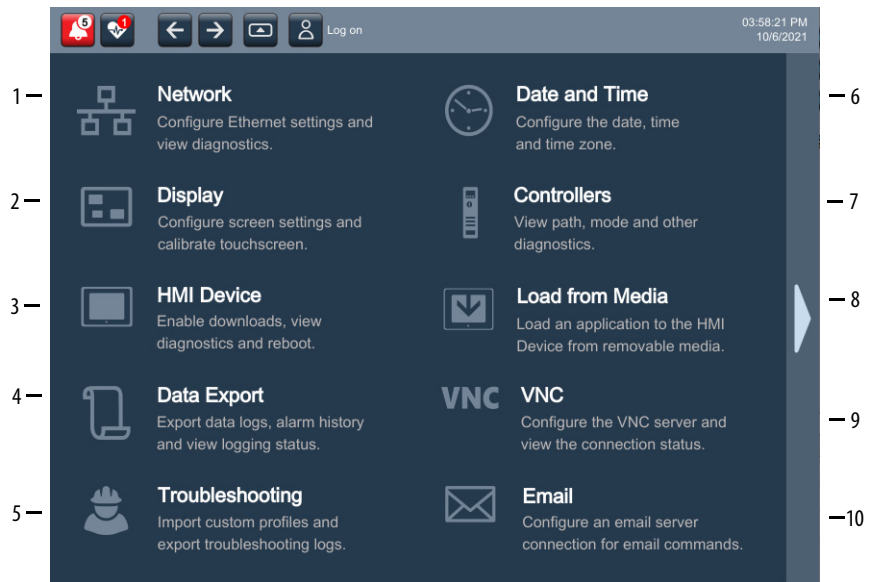 5
1
Log on
03:58:21 PM
10/6/2021
1
Network
Configure Ethernet settings and
view diagnostics.
6
Date and Time
Configure the date, time
and time zone.
2
Display
Configure screen settings and
calibrate touchscreen.
7
Controllers
View path, mode and other
diagnostics.
3
HMI Device
Enable downloads, view
diagnostics and reboot.
8
Load from Media
Load an application to the HMI
Device from removable media.
4
Data Export
Export data logs, alarm history
and view logging status.
9
VNC
VNC
Configure the VNC server and
view the connection status.
5
Troubleshooting
Import custom profiles and
export troubleshooting logs.
10
Email
Configure an email server
connection for email commands.